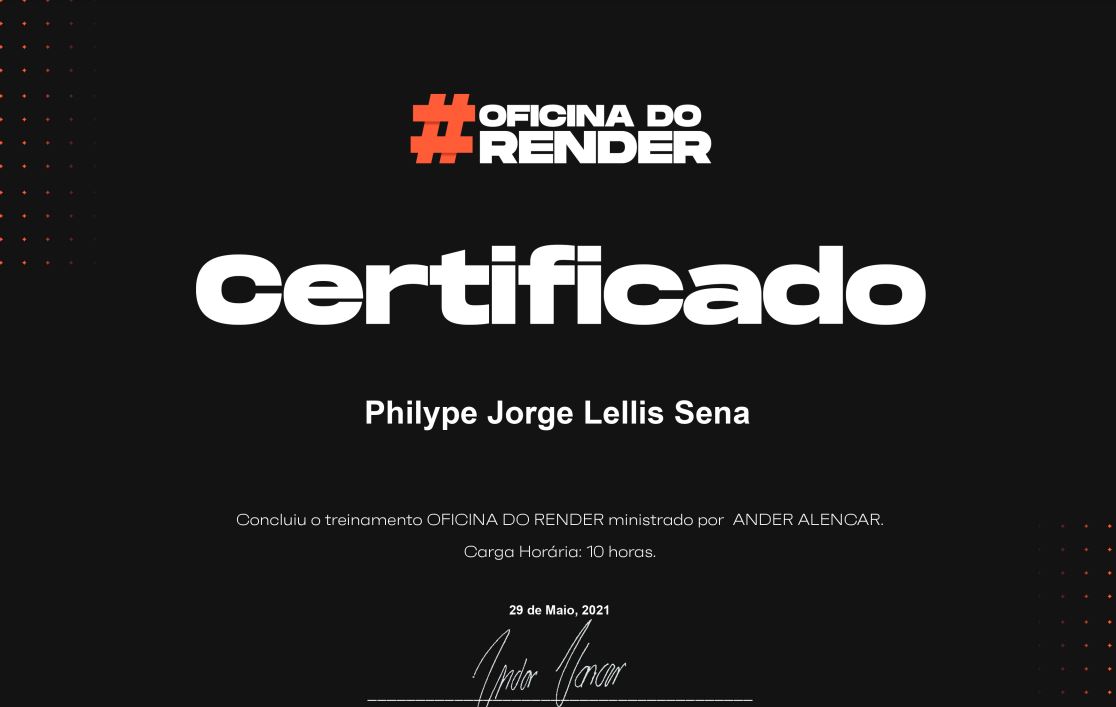 #OFICINA DO
RENDER
Certificado
Philype Jorge Lellis Sena
Concluiu o treinamento OFICINA DO RENDER ministrado por ANDER ALENCAR.
Carga Horária: 10 horas.
29 de Maio, 2021
Ander Alencar